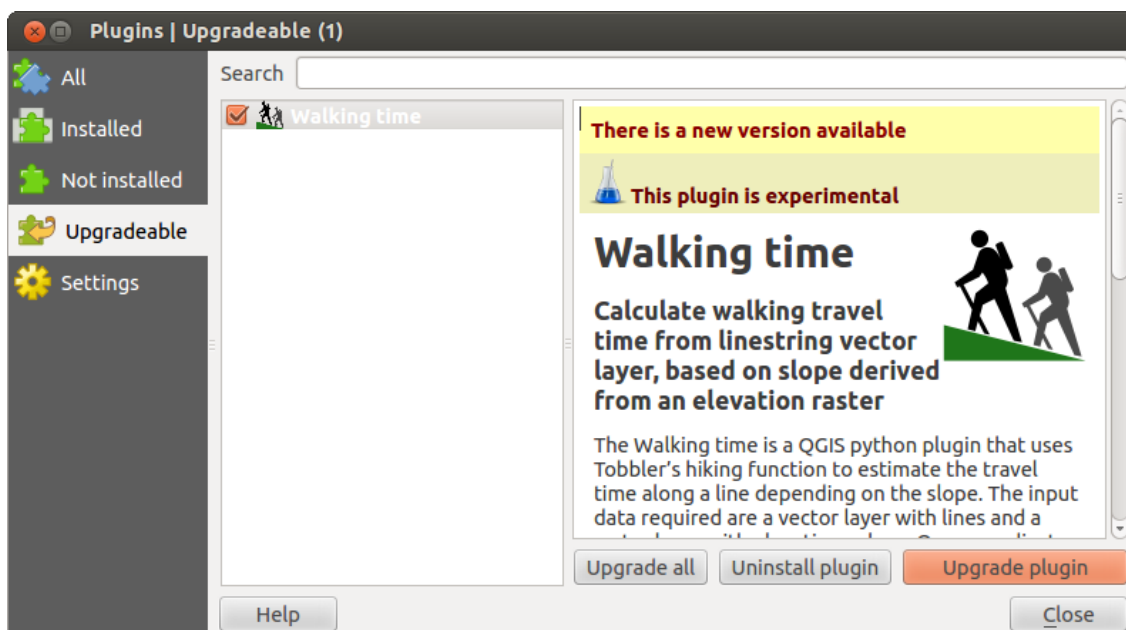 Plugins | Upgradeable (1)
All
Installed
Not installed
Upgradeable
Settings
Search
Walking time
There is a new version available
This plugin is experimental
Walking time
Calculate walking travel
time from linestring vector
layer, based on slope derived
from an elevation raster
The Walking time is a QGIS python plugin that uses
Tobbler's hiking function to estimate the travel
time along a line depending on the slope. The input
data required are a vector layer with lines and a
Upgrade all
Uninstall plugin
Upgrade plugin
Help
Close